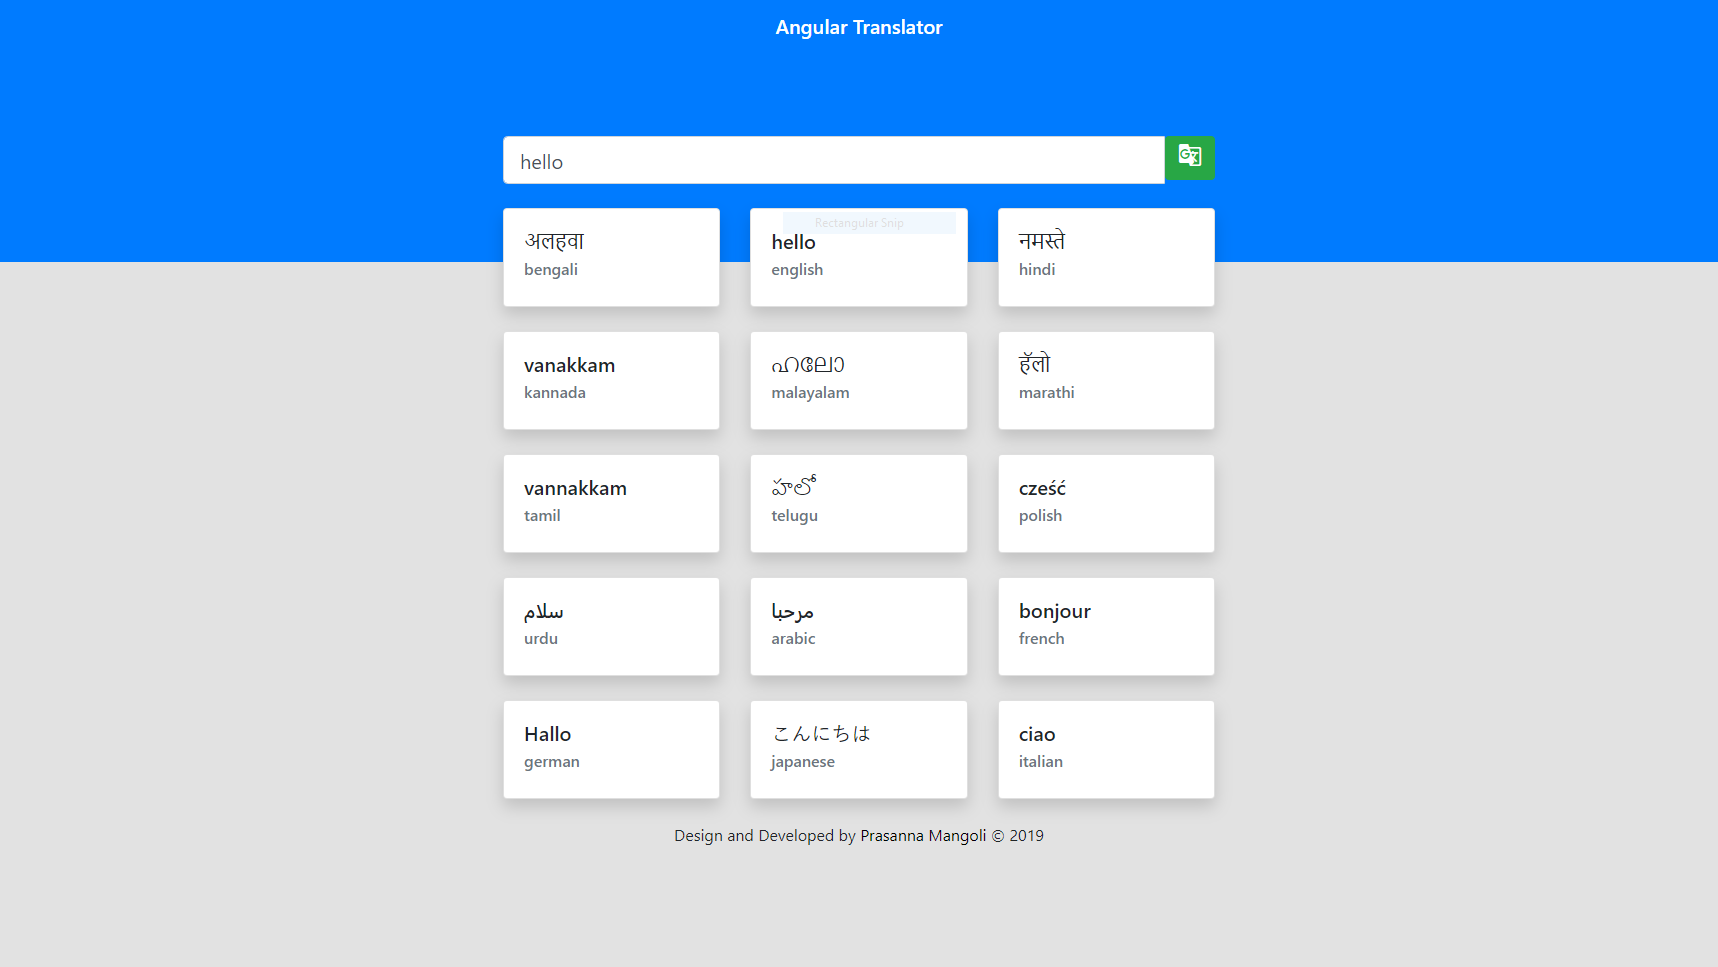 Angular Translator
hello
Rectangular Snip
अलहवा
bengali
hello
english
नमस्ते
hindi
vanakkam
kannada
ഹലോ
malayalam
हॅलो
marathi
vannakkam
tamil
హలో
telugu
cześć
polish
سلام
urdu
مرحبا
arabic
bonjour
french
Hallo
german
こんにちは
japanese
ciao
italian
Design and Developed by Prasanna Mangoli © 2019